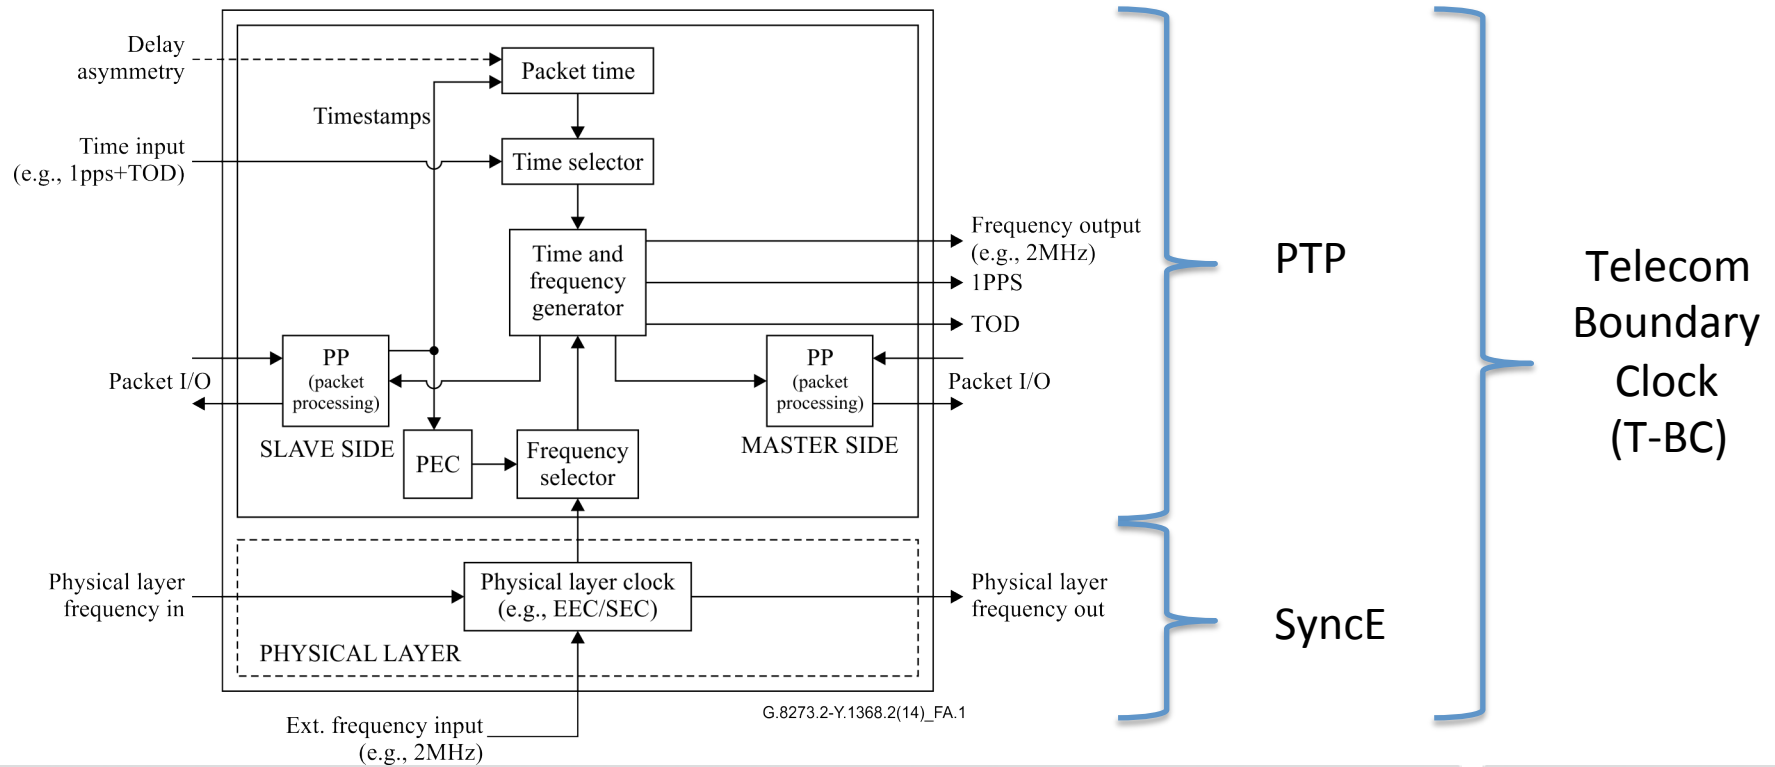 Delay
asymmetry
Packet time
Timestamps
Time input
(e.g., 1pps+TOD)
Time selector
Time and
frequency
generator
Frequency output
(e.g., 2MHz)
1PPS
TOD
PP
(packet
processing)
Packet I/O
SLAVE SIDE
PP
(packet
processing)
Packet I/O
MASTER SIDE
PEC
Frequency
selector
Physical layer
frequency in
Physical layer clock
(e.g., EEC/SEC)
Physical layer
frequency out
PHYSICAL LAYER
Ext. frequency input
(e.g., 2MHz)
G.8273.2-Y.1368.2(14)_FA.1
PTP
SyncE
Telecom
Boundary
Clock
(T-BC)